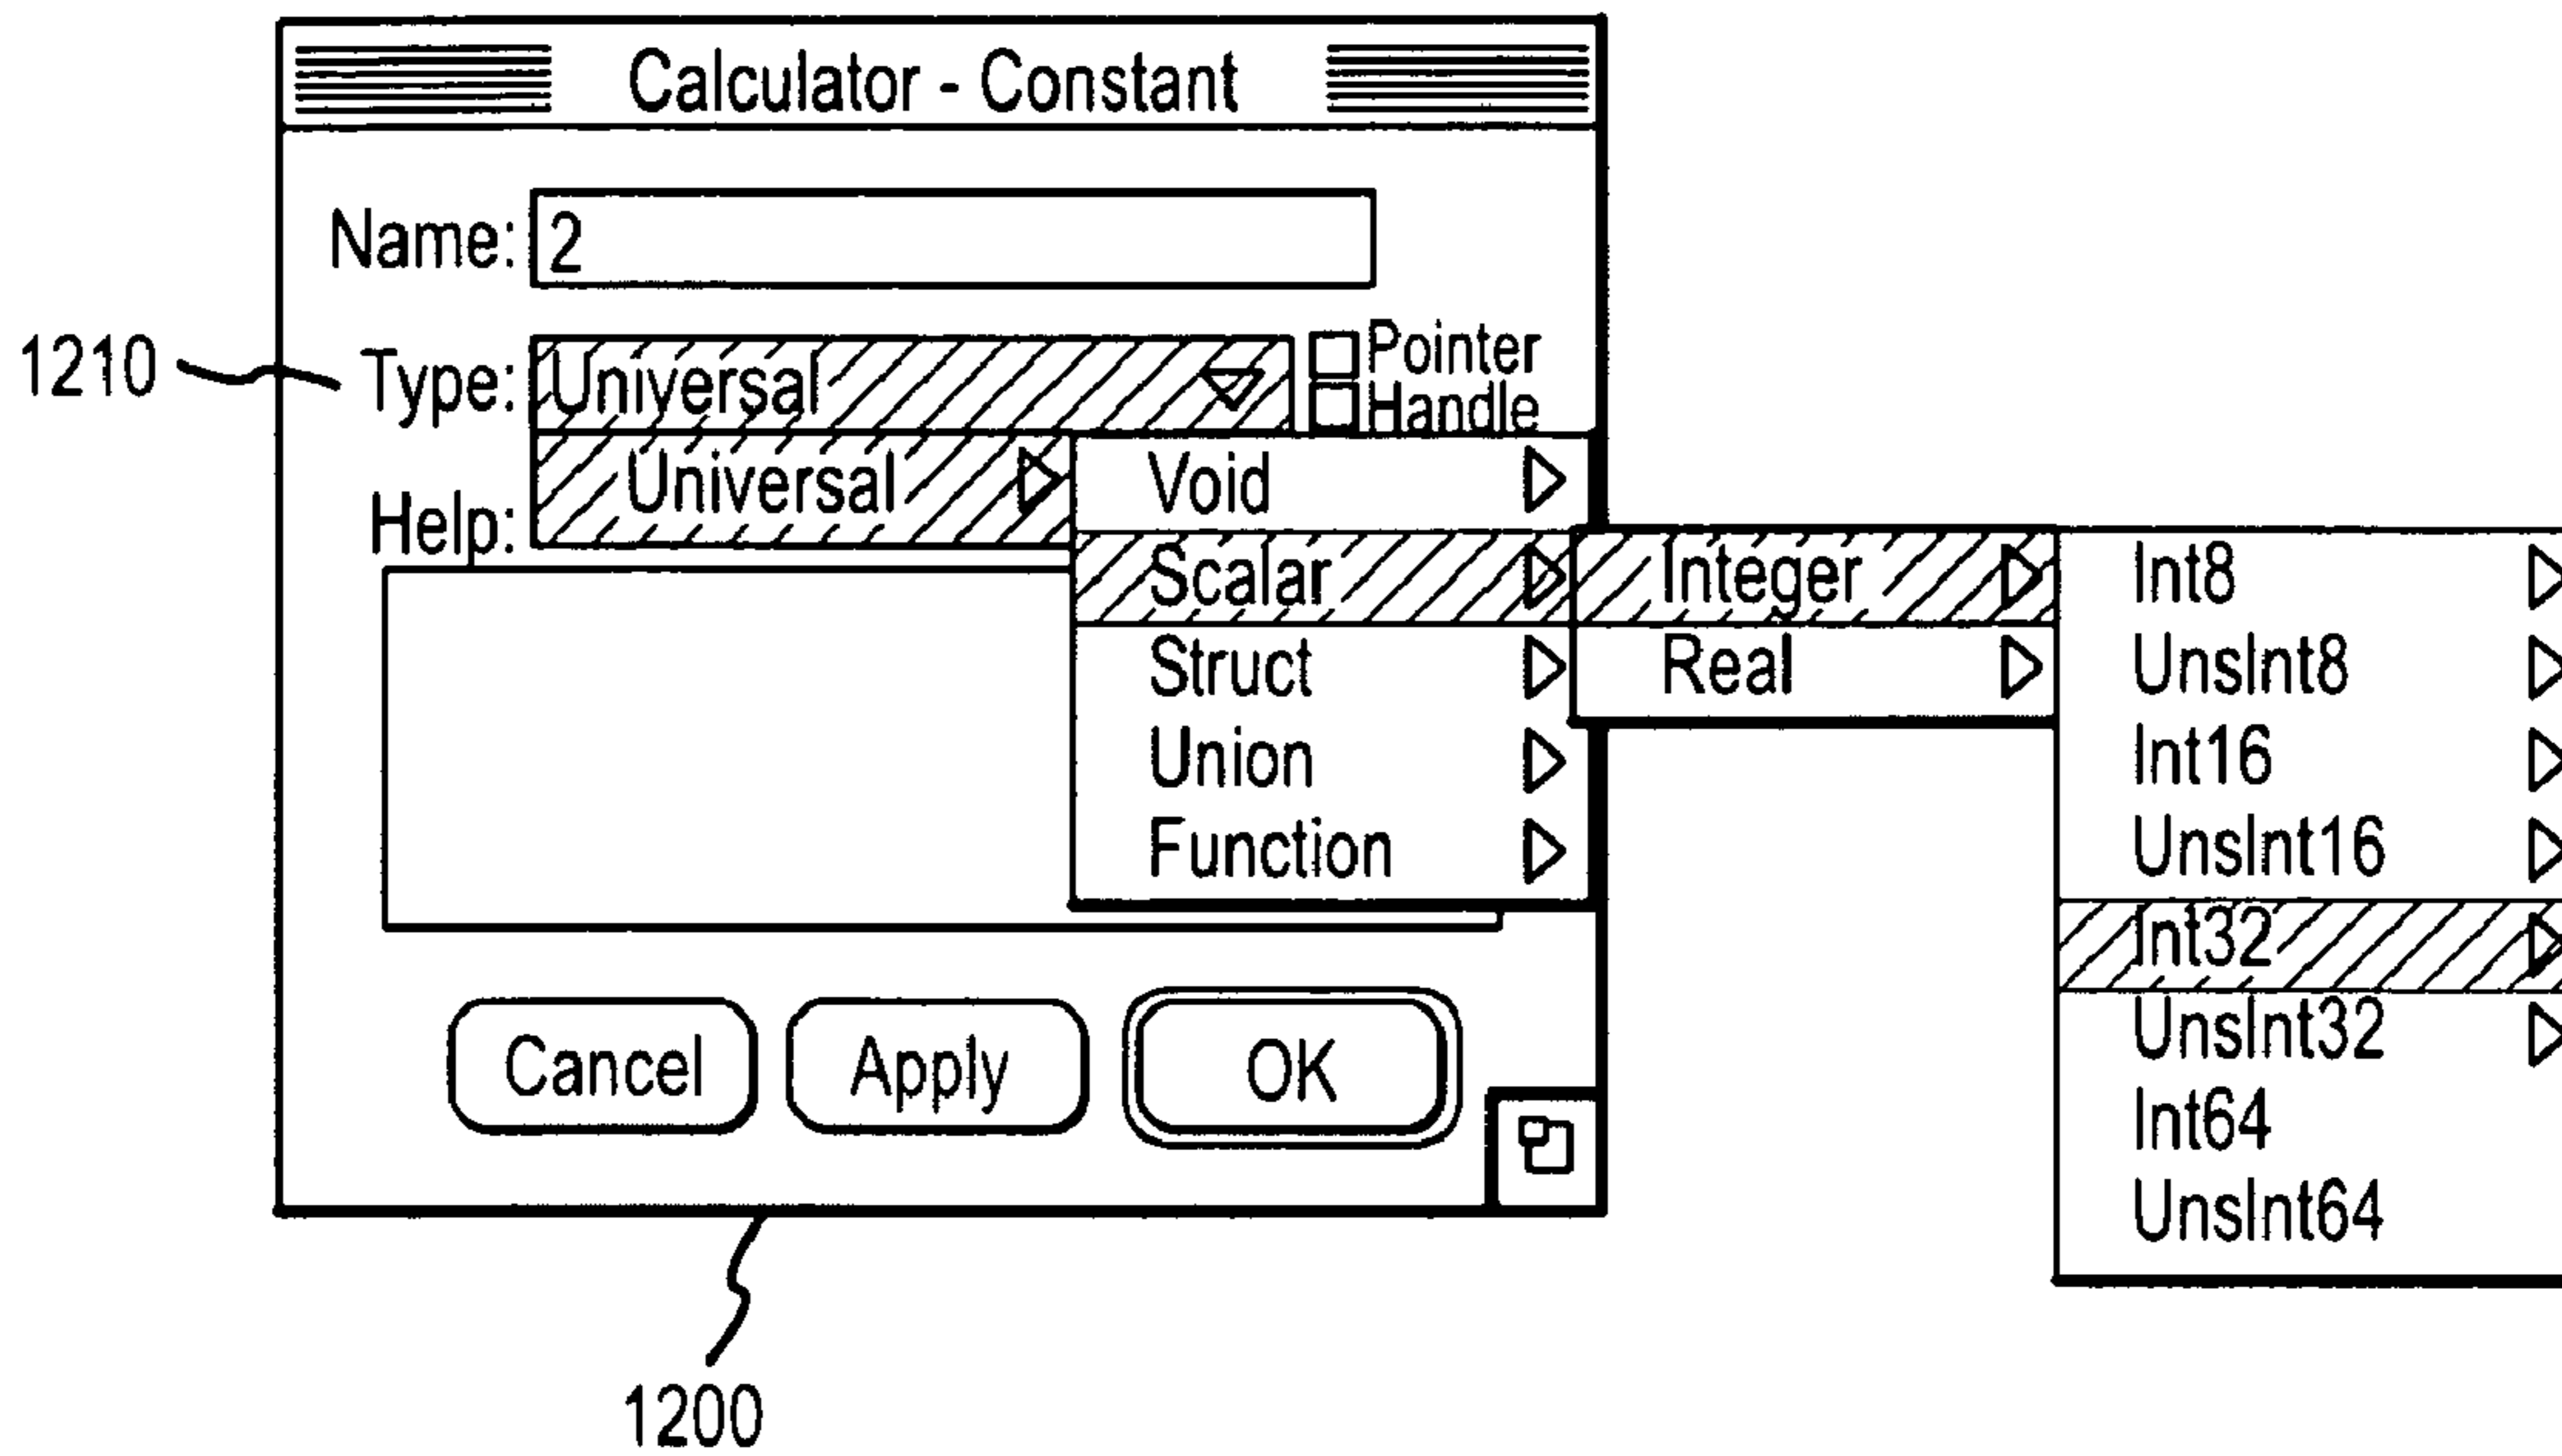 Calculator - Constant
Name: 2
1210 Type: Universal Pointer
Handle
Universal Void
Help:
Scalar Integer Int8
Struct Real UnsInt8
Union Int16
Function UnsInt16
Int32
Cancel Apply OK UnsInt32
Int64
UnsInt64
1200